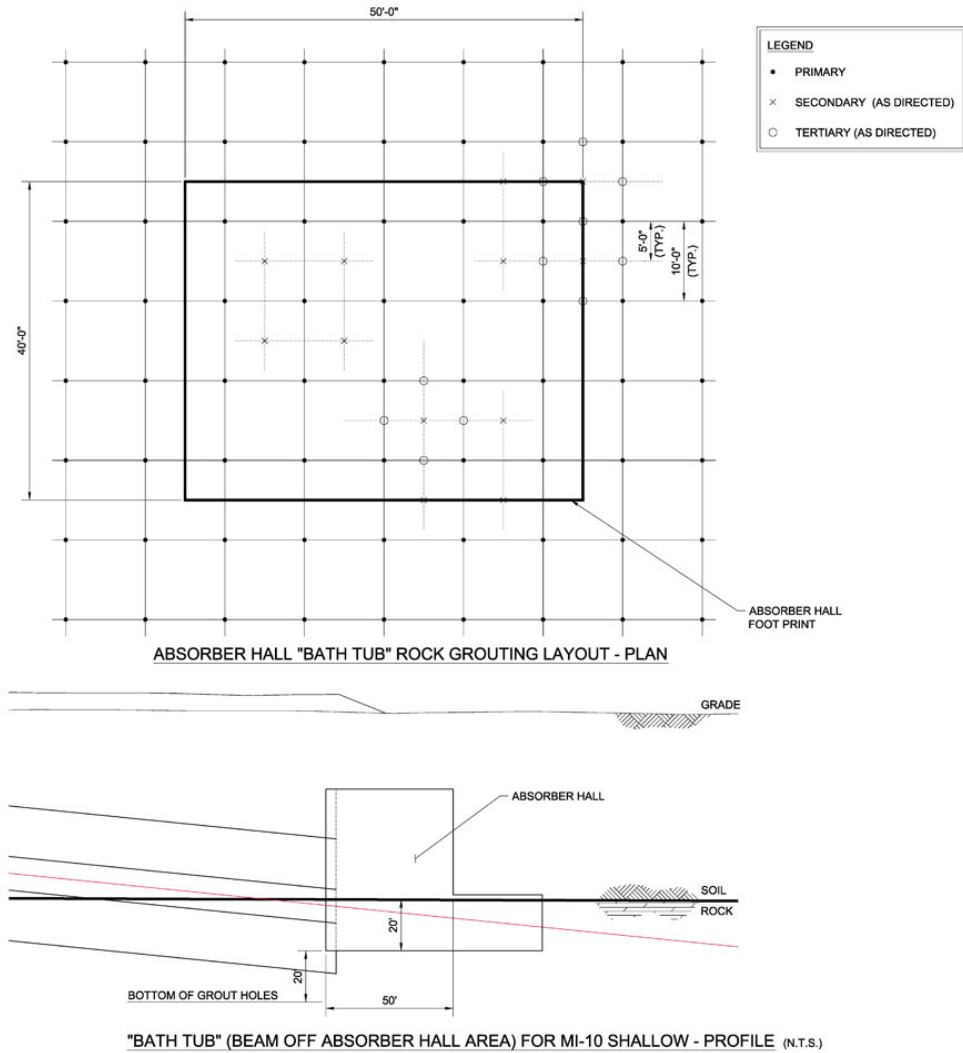 50'-0"
LEGEND
PRIMARY
SECONDARY (AS DIRECTED)
TERTIARY (AS DIRECTED)
40'-0"
5'-0"
(TYP.)
10'-0"
(TYP.)
ABSORBER HALL
FOOT PRINT
ABSORBER HALL "BATH TUB" ROCK GROUTING LAYOUT - PLAN
GRADE
ABSORBER HALL
SOIL
ROCK
20'
20'
BOTTOM OF GROUT HOLES
50'
"BATH TUB" (BEAM OFF ABSORBER HALL AREA) FOR MI-10 SHALLOW - PROFILE (N.T.S.)